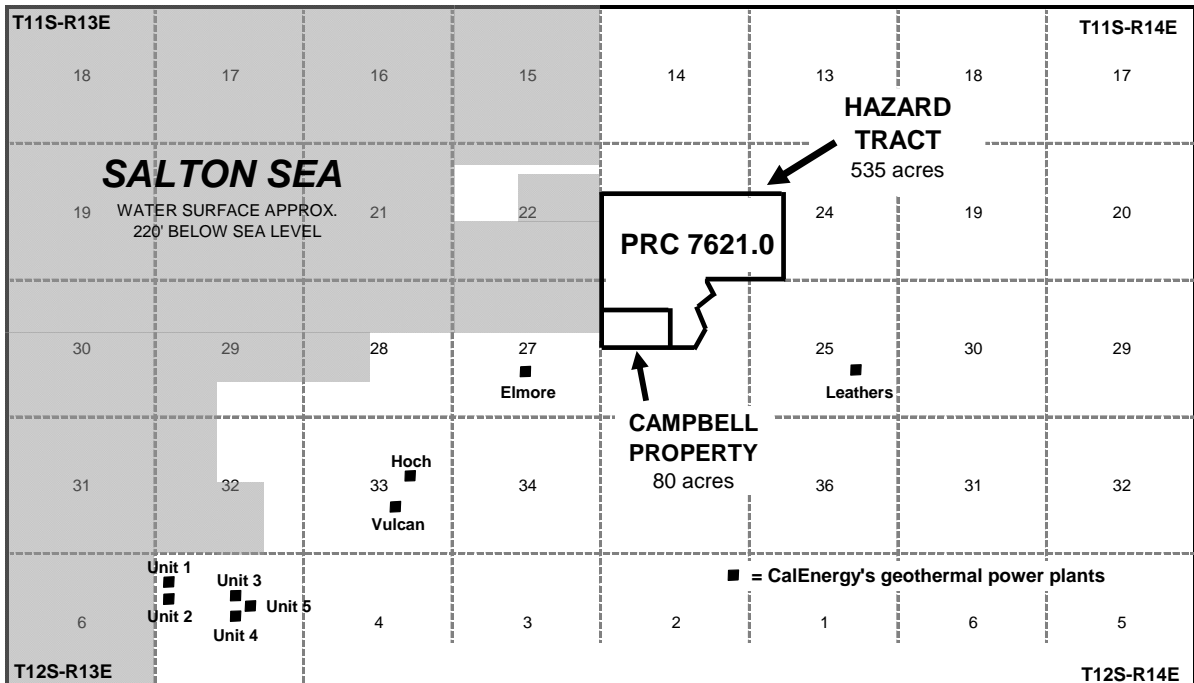 T11S-R13E
T11S-R14E
18
17
16
15
14
13
18
17
HAZARD
TRACT
535 acres
SALTON SEA
WATER SURFACE APPROX.
220' BELOW SEA LEVEL
19
21
22
24
19
20
PRC 7621.0
30
29
28
27
25
30
29
Elmore
Leathers
CAMPBELL
PROPERTY
80 acres
31
32
Hoch
33
Vulcan
34
36
31
32
Unit 1
Unit 2
Unit 3
Unit 5
Unit 4
= CalEnergy's geothermal power plants
6
4
3
2
1
6
5
T12S-R13E
T12S-R14E